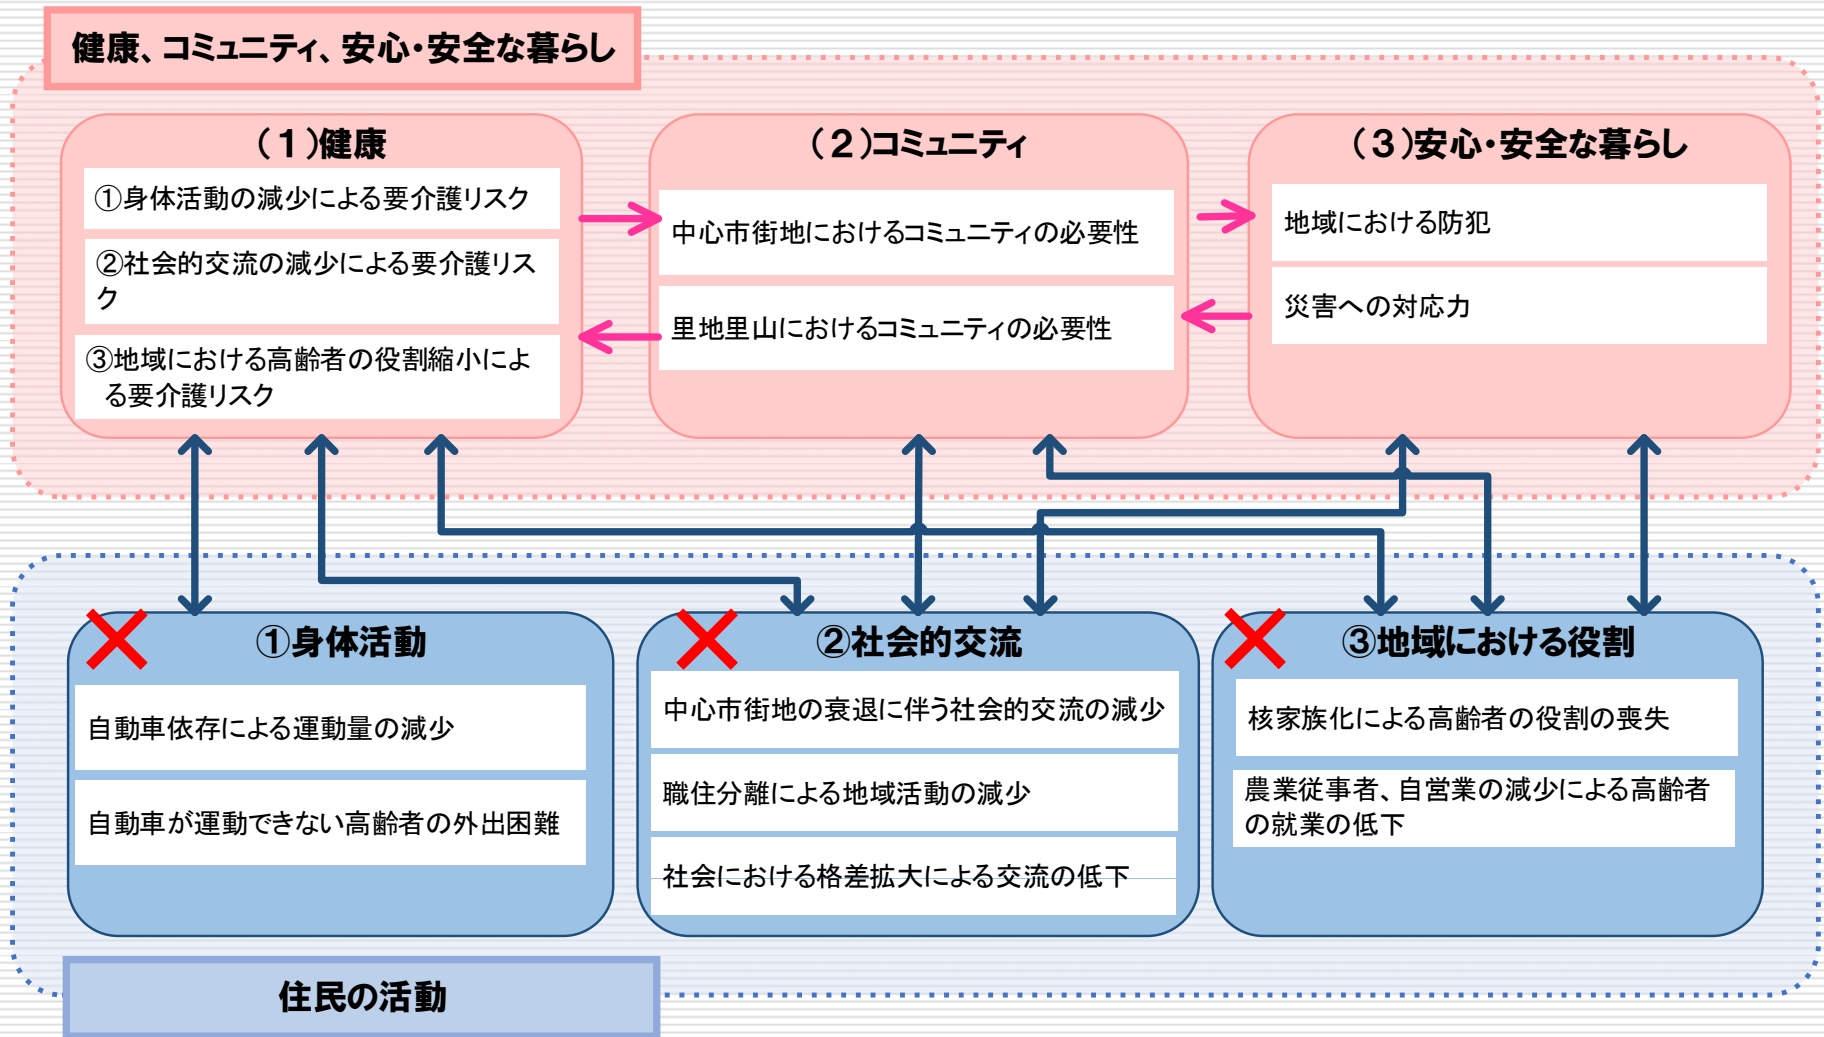 健康、コミュニティ、安心・安全な暮らし
（１）健康
①身体活動の減少による要介護リスク
②社会的交流の減少による要介護リス
ク
③地域における高齢者の役割縮小によ
る要介護リスク
（２）コミュニティ
中心市街地におけるコミュニティの必要性
里地里山におけるコミュニティの必要性
（３）安心・安全な暮らし
地域における防犯
災害への対応力
①身体活動
自動車依存による運動量の減少
自動車が運動できない高齢者の外出困難
②社会的交流
中心市街地の衰退に伴う社会的交流の減少
職住分離による地域活動の減少
社会における格差拡大による交流の低下
③地域における役割
核家族化による高齢者の役割の喪失
農業従事者、自営業の減少による高齢者
の就業の低下
住民の活動